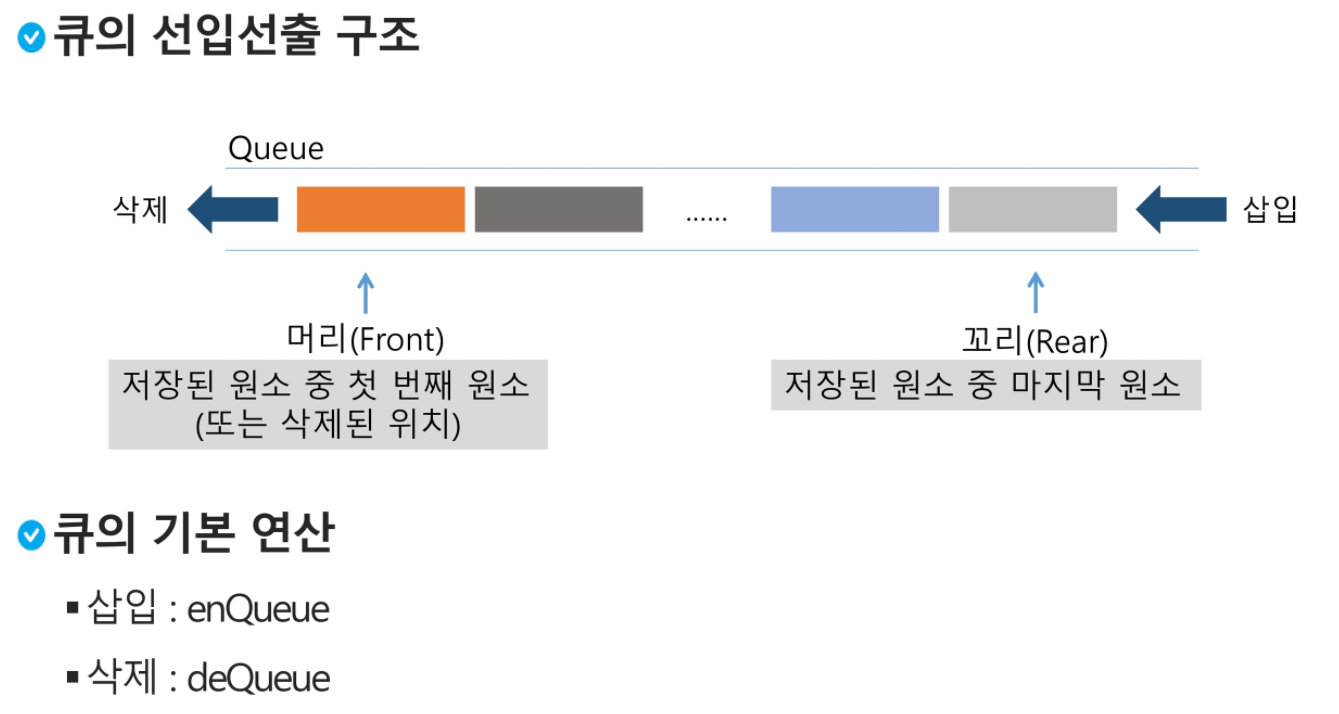 큐의 선입선출 구조
Queue
삭제
......
삽입
머리(Front)
저장된 원소 중 첫 번째 원소
(또는 삭제된 위치)
꼬리(Rear)
저장된 원소 중 마지막 원소
큐의 기본 연산
▪ 삽입 : enQueue
▪ 삭제 : deQueue